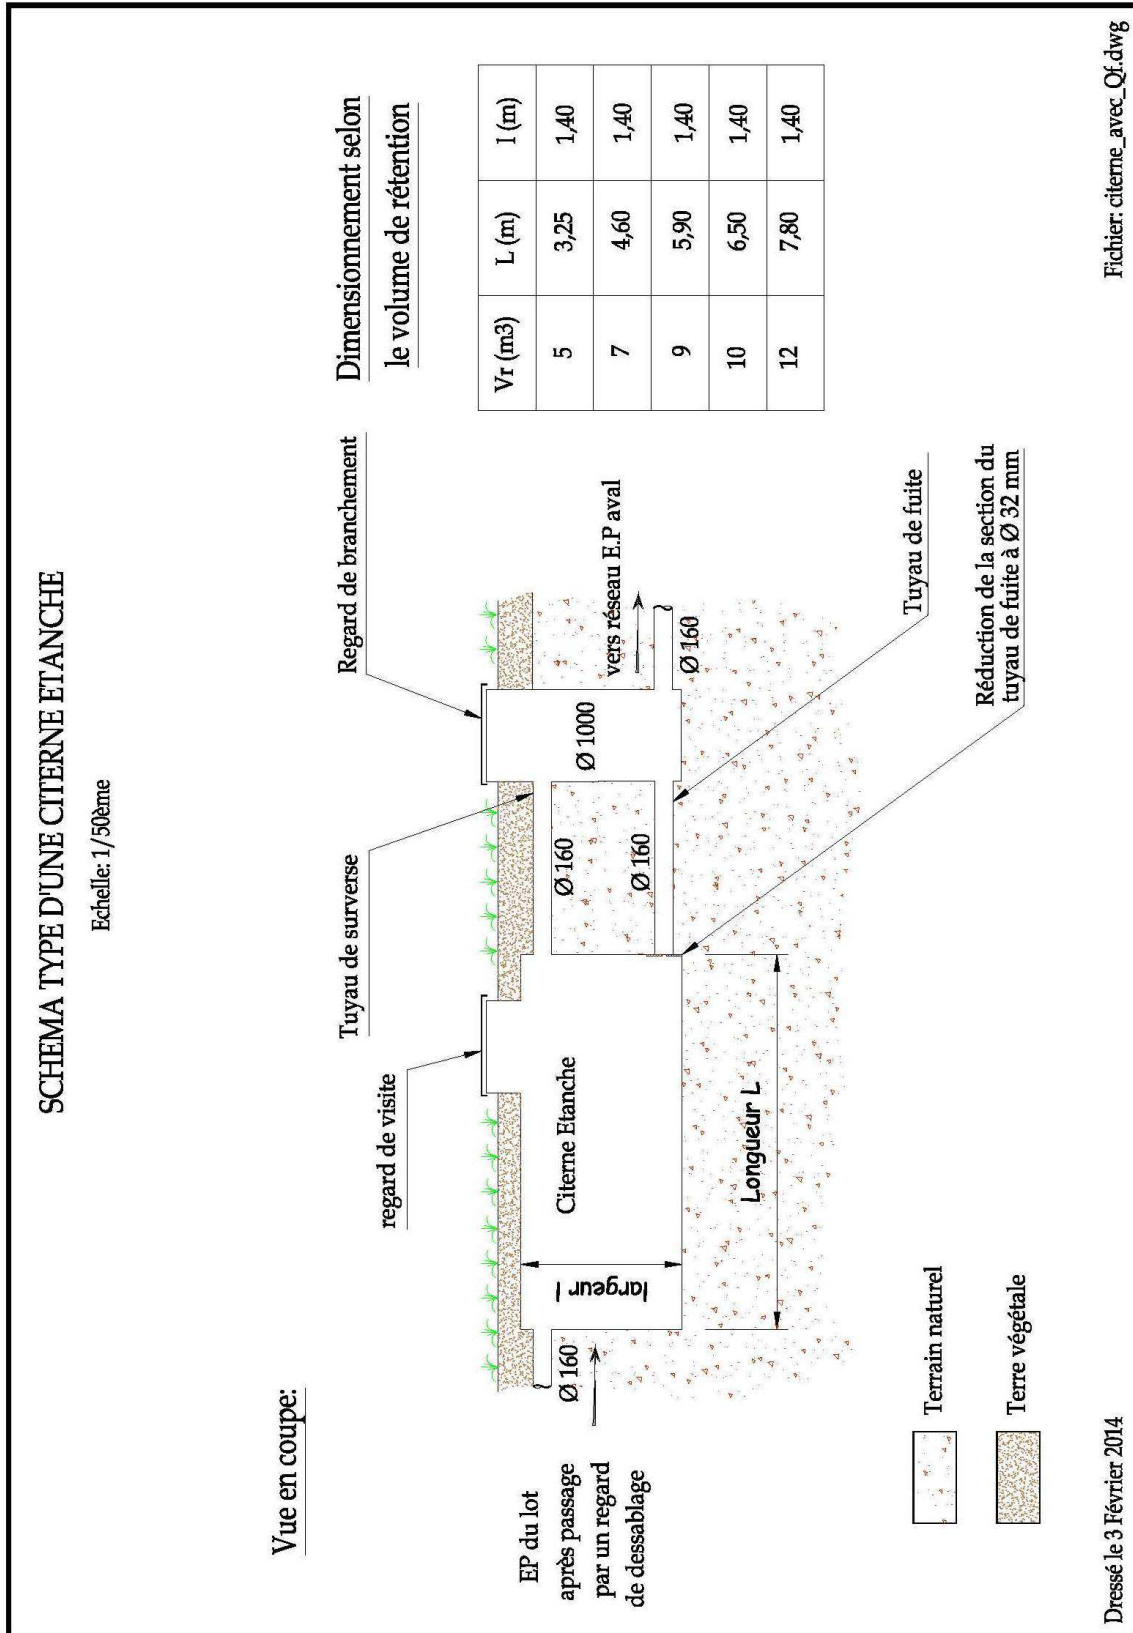 SCHEMA TYPE D'UNE CITERNE ETANCHE
Echelle: 1/50ème
Vue en coupe:
Dimensionnement selon
le volume de rétention
Vr (m3) L (m) l (m)
5 3,25 1,40
7 4,60 1,40
9 5,90 1,40
10 6,50 1,40
12 7,80 1,40
regard de visite
Tuyau de surverse
Regard de branchement
EP du lot
après passage
par un regard
de dessablage
Ø 160
largeur l
Citerne Etanche
Ø 160
Ø 160
Ø 1000
vers réseau E.P aval
Ø 160
Longueur L
Tuyau de fuite
Réduction de la section du
tuyau de fuite à Ø 32 mm
Terrain naturel
Terre végétale
Dressé le 3 Février 2014
Fichier: citerne_avec_Qf.dwg